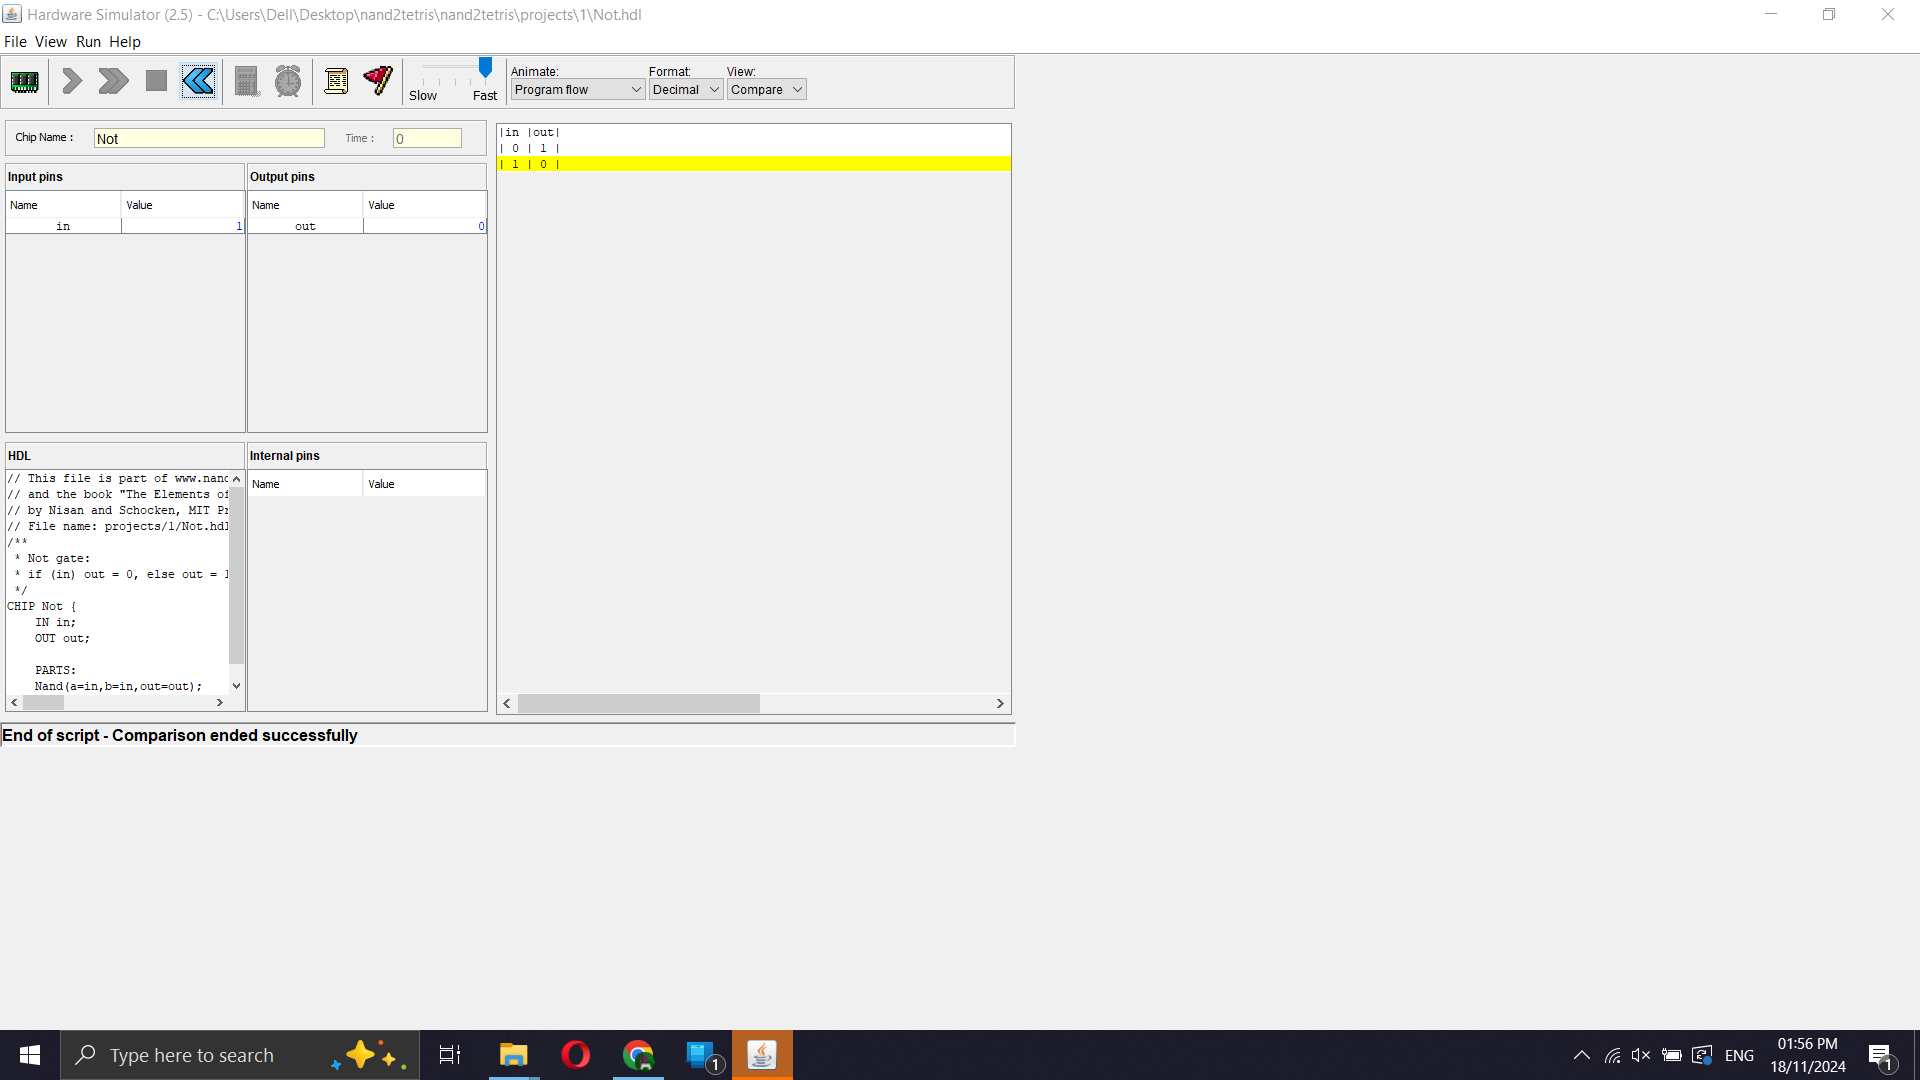 Hardware Simulator (2.5) - C:\Users\Dell\Desktop\nand2tetris\nand2tetris\projects\1\Not.hdl
File View Run Help
Slow Fast
Animate: Format: View:
Program flow Decimal Compare
Chip Name : Not Time : 0
Input pins Output pins
Name Value Name Value
in 1 out 0
|in |out|
| 0 | 1 |
| 1 | 0 |
HDL
// This file is part of www.nand
// and the book "The Elements of
// by Nisan and Schocken, MIT Pr
// File name: projects/1/Not.hdl
/**
* Not gate:
* if (in) out = 0, else out = 1
*/
CHIP Not {
IN in;
OUT out;
PARTS:
Nand(a=in,b=in,out=out);
Internal pins
Name Value
End of script - Comparison ended successfully
Type here to search
1
ENG
01:56 PM
18/11/2024
1